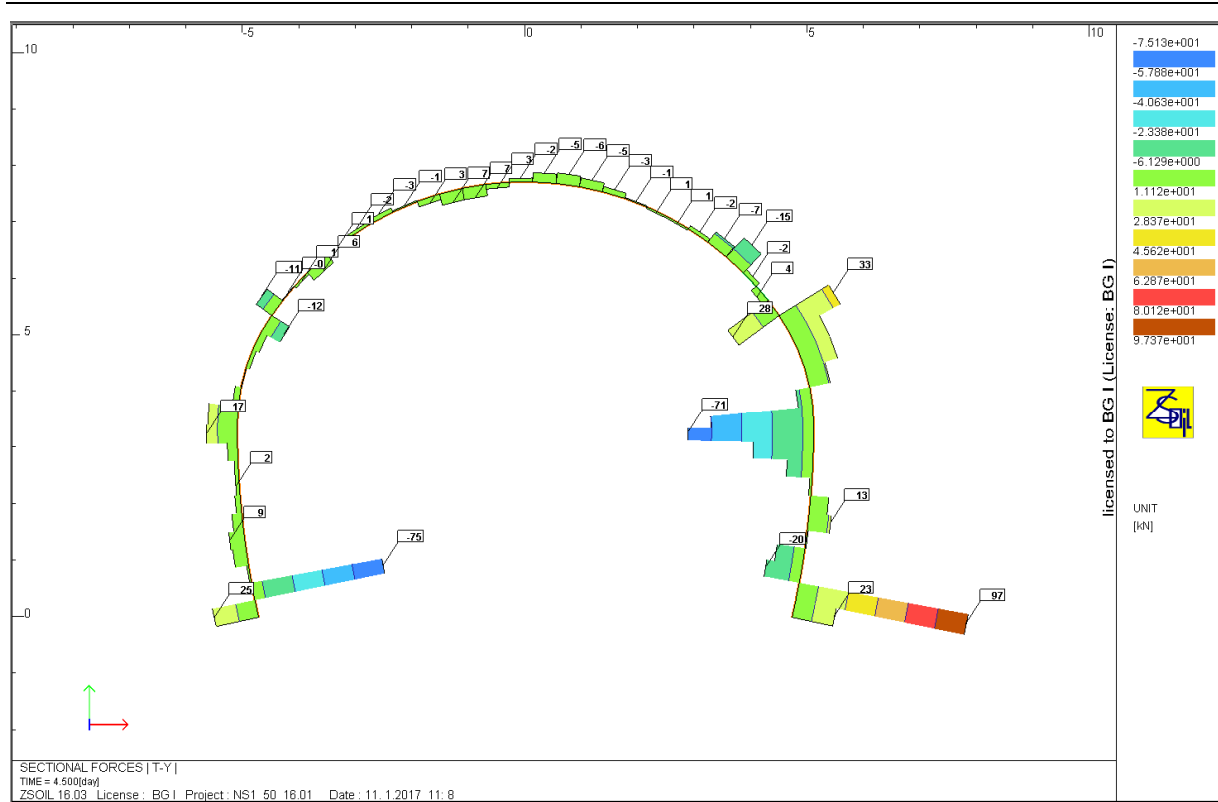 -5 0 5 10
10
5
0
-7.513e+001
-5.788e+001
-4.063e+001
-2.338e+001
-6.129e+000
1.112e+001
2.837e+001
4.562e+001
6.287e+001
8.012e+001
9.737e+001
licensed to BG I (License: BG I)
ZSoil
UNIT
[kN]
3 -2 -5 -6 -5 -3 -1 1 1 -2 -7 -15 -2 4
7
7
3
-1
-3
-2
1
6
1
-0
-11
-12
33
28
17
-71
2
13
9
-20
-75
25
23
97
SECTIONAL FORCES | T-Y |
TIME = 4.500[day]
ZSOIL 16.03 License : BG I Project : NS1_50_16.01 Date : 11. 1.2017 11: 8